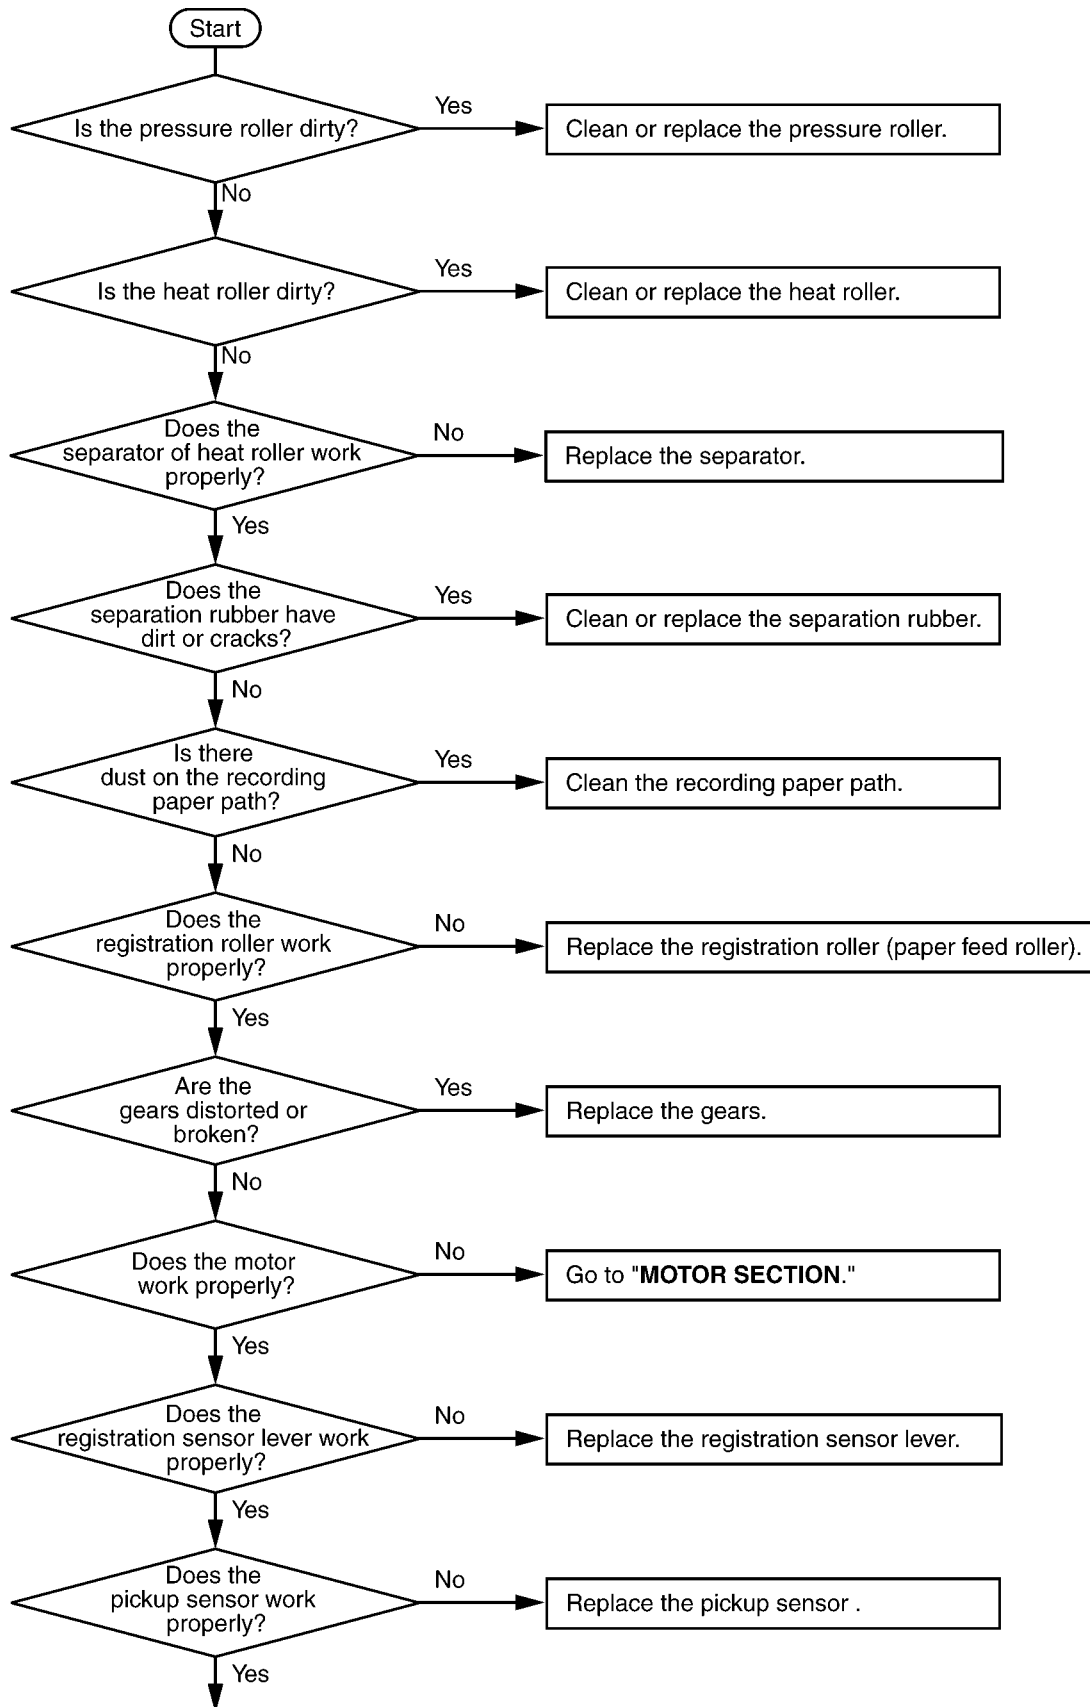 Start
Is the pressure roller dirty?
Yes
Clean or replace the pressure roller.
No
Is the heat roller dirty?
Yes
Clean or replace the heat roller.
No
Does the
separator of heat roller work
properly?
No
Replace the separator.
Yes
Does the
separation rubber have
dirt or cracks?
Yes
Clean or replace the separation rubber.
No
Is there
dust on the recording
paper path?
Yes
Clean the recording paper path.
No
Does the
registration roller work
properly?
No
Replace the registration roller (paper feed roller).
Yes
Are the
gears distorted or
broken?
Yes
Replace the gears.
No
Does the motor
work properly?
No
Go to "MOTOR SECTION."
Yes
Does the
registration sensor lever work
properly?
No
Replace the registration sensor lever.
Yes
Does the
pickup sensor work
properly?
No
Replace the pickup sensor .
Yes